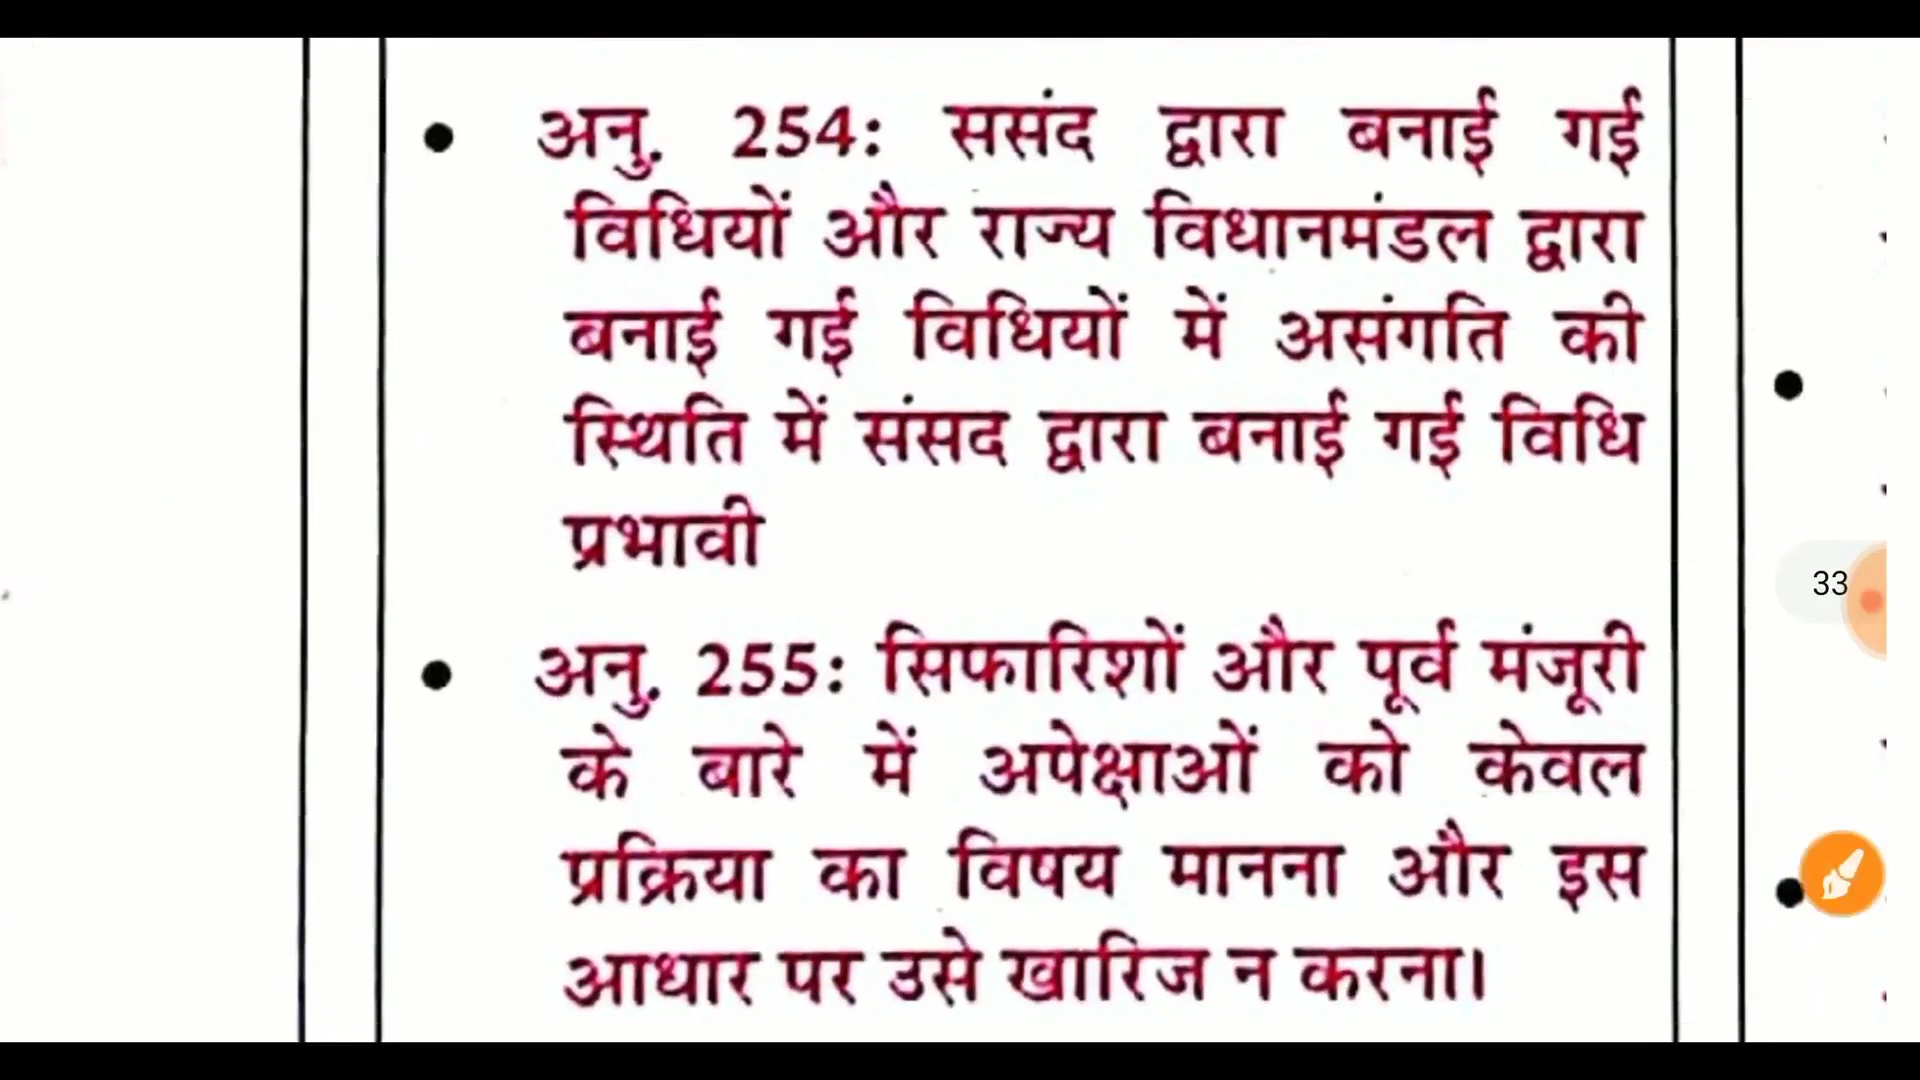 अनु. 254: ससंद द्वारा बनाई गई
विधियों और राज्य विधानमंडल द्वारा
बनाई गई विधियों में असंगति की
स्थिति में संसद द्वारा बनाई गई विधि
प्रभावी
अनु. 255: सिफारिशों और पूर्व मंजूरी
के बारे में अपेक्षाओं को केवल
प्रक्रिया का विषय मानना और इस
आधार पर उसे खारिज न करना।
33